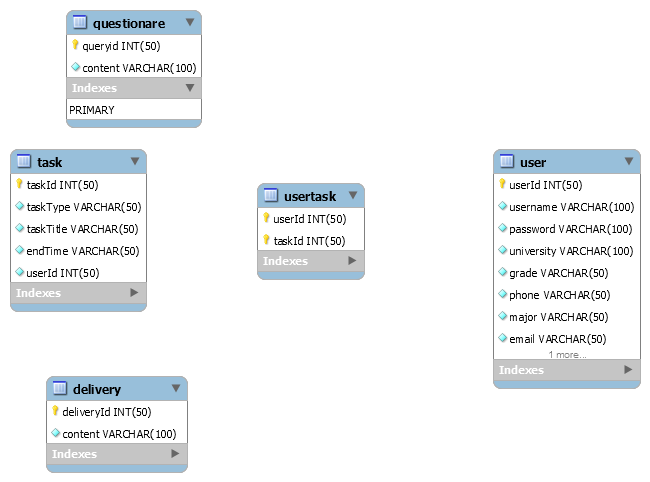 questionare
queryid INT(50)
content VARCHAR(100)
Indexes
PRIMARY
task
taskId INT(50)
taskType VARCHAR(50)
taskTitle VARCHAR(50)
endTime VARCHAR(50)
userId INT(50)
Indexes
usertask
userId INT(50)
taskId INT(50)
Indexes
user
userId INT(50)
username VARCHAR(100)
password VARCHAR(100)
university VARCHAR(100)
grade VARCHAR(50)
phone VARCHAR(50)
major VARCHAR(50)
email VARCHAR(50)
1 more...
Indexes
delivery
deliveryId INT(50)
content VARCHAR(100)
Indexes